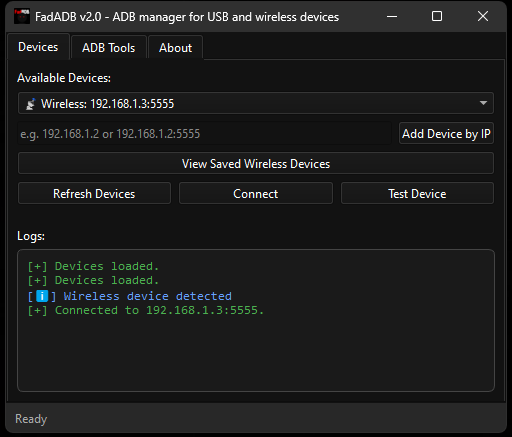 FadADB v2.0 - ADB manager for USB and wireless devices
Devices
ADB Tools
About
Available Devices:
Wireless: 192.168.1.3:5555
e.g. 192.168.1.2 or 192.168.1.2:5555
Add Device by IP
View Saved Wireless Devices
Refresh Devices
Connect
Test Device
Logs:
[+] Devices loaded.
[+] Devices loaded.
[ℹ️] Wireless device detected
[+] Connected to 192.168.1.3:5555.
Ready